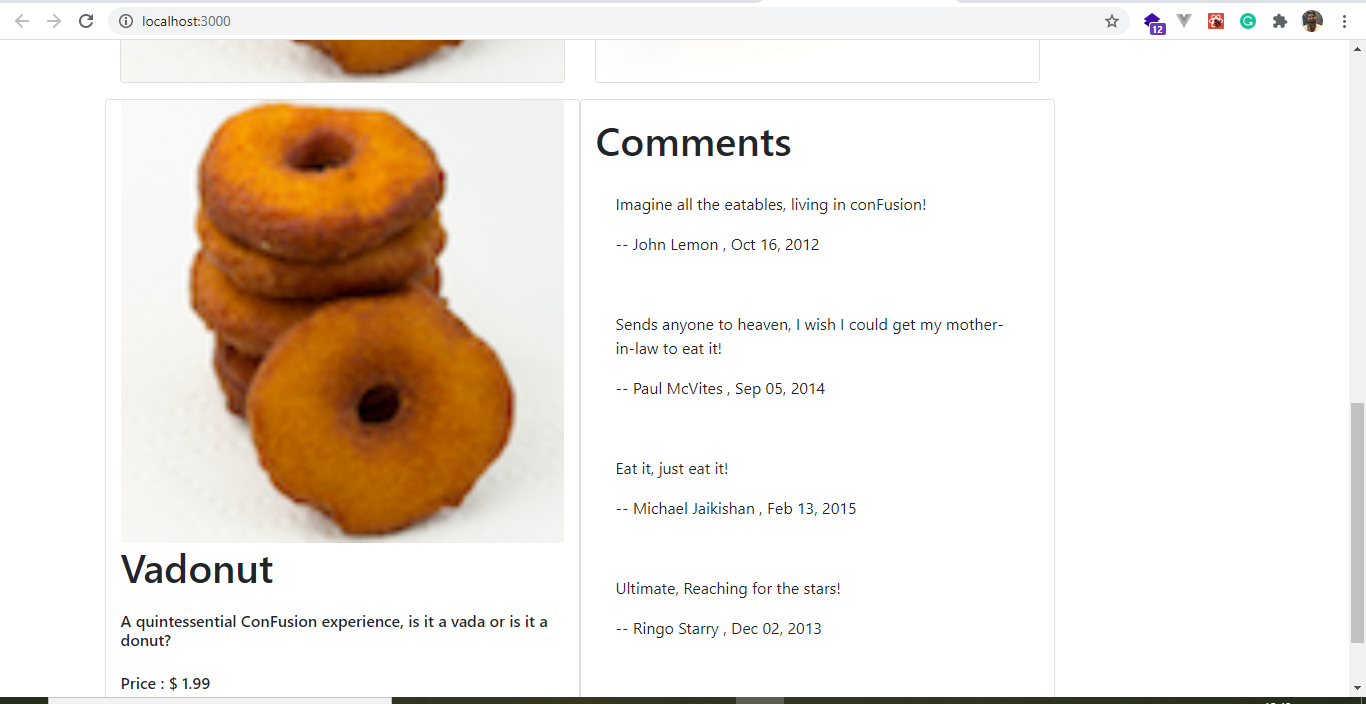 localhost:3000
12
Comments
Imagine all the eatables, living in conFusion!
-- John Lemon , Oct 16, 2012
Sends anyone to heaven, I wish I could get my mother-
in-law to eat it!
-- Paul McVites , Sep 05, 2014
Eat it, just eat it!
-- Michael Jaikishan , Feb 13, 2015
Ultimate, Reaching for the stars!
-- Ringo Starry , Dec 02, 2013
Vadonut
A quintessential ConFusion experience, is it a vada or is it a
donut?
Price : $ 1.99